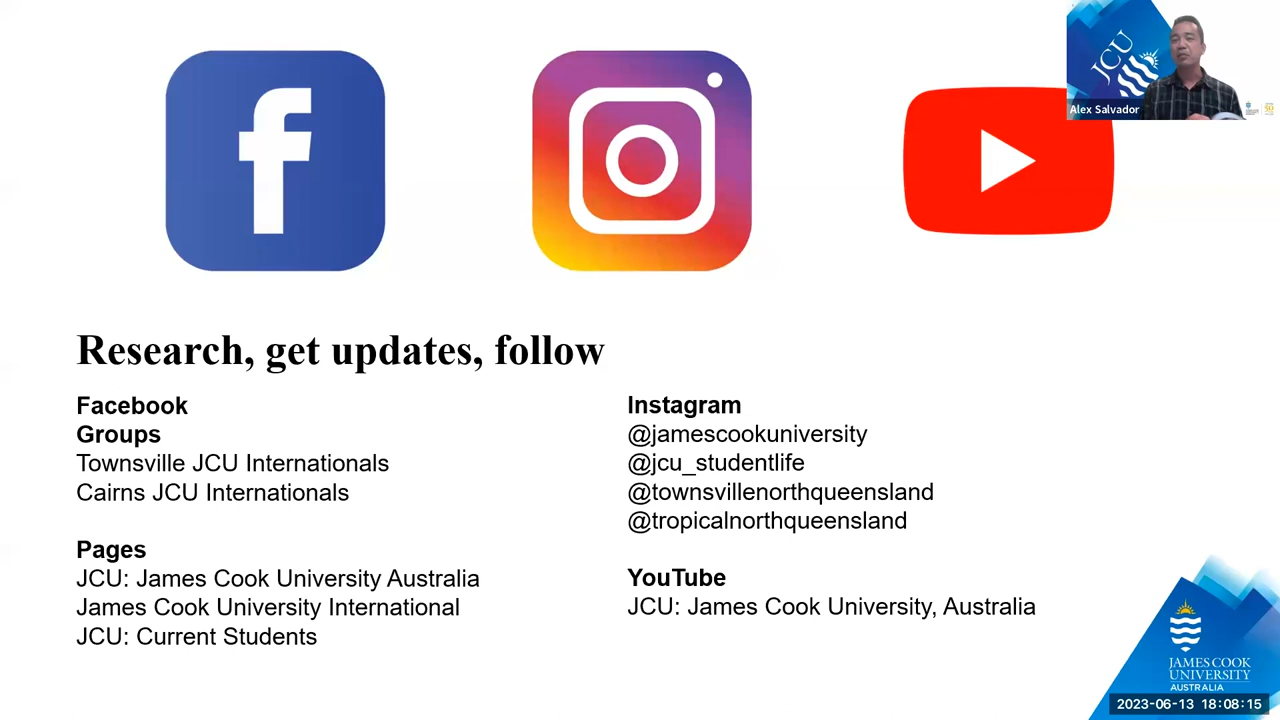 JCU
Alex Salvador
Research, get updates, follow
Facebook
Groups
Townsville JCU Internationals
Cairns JCU Internationals
Pages
JCU: James Cook University Australia
James Cook University International
JCU: Current Students
Instagram
@jamescookuniversity
@jcu_studentlife
@townsvillenorthqueensland
@tropicalnorthqueensland
YouTube
JCU: James Cook University, Australia
JAMES COOK
UNIVERSITY
AUSTRALIA
2023-06-13 18:08:15